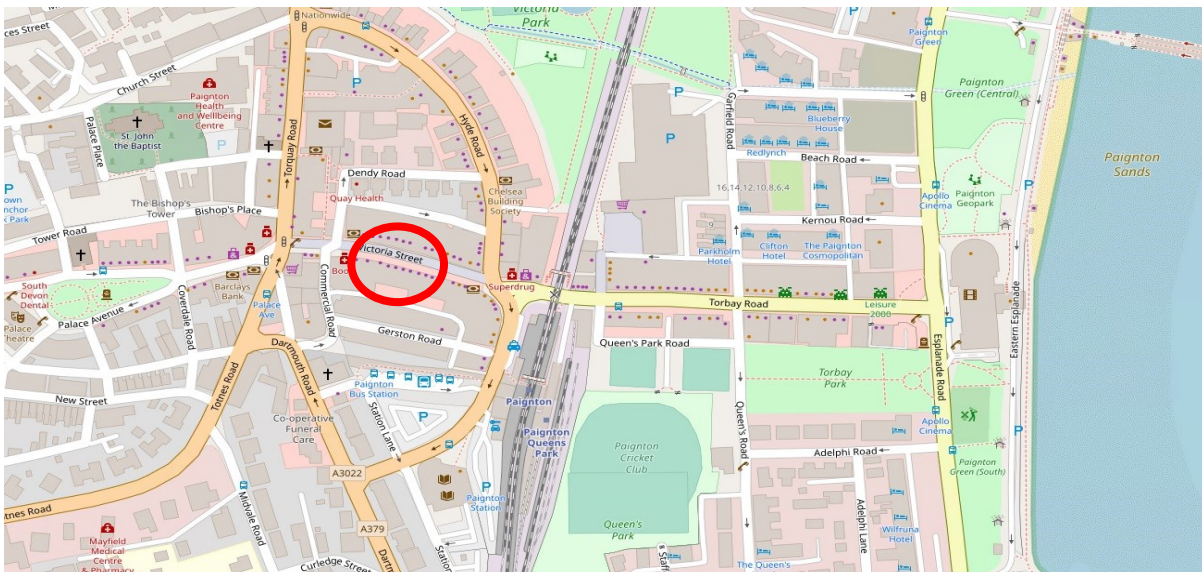 Nationwide
Victoria
Park
Paignton
Green
Church Street
Paignton
Health
and Wellbeing
Centre
Palace Place
St. John
the Baptist
Torquay Road
Hyde Road
Garfield Road
Paignton
Green (Central)
Blueberry
House
Redlynch
Beach Road
Paignton
Sands
Dendy Road
Chelsea
Building
Society
16,14,12,10,8,6,4
Apollo
Cinema
Paignton
Geopark
Quay Health
The Bishop's
Tower
Bishop's Place
Tower Road
Kernou Road
9
Parkholm
Hotel
Clifton
Hotel
The Paignton
Cosmopolitan
Victoria Street
Superdrug
Torbay Road
Leisure
2000
South
Devon
Dental
Barclays
Bank
Palace
Ave
Commercial Road
Coverdale Road
Palace Avenue
Palace
Theatre
Gerston Road
Queen's Park Road
Eastern Esplanade
Esplanade Road
Torbay
Park
Dartmouth Road
Totnes Road
New Street
Paignton
Bus Station
Station Lane
Paignton
Paignton
Queens
Park
Co-operative
Funeral
Care
Paignton
Cricket
Club
Queen's Road
Apollo
Cinema
Adelphi Road
Paignton
Green (South)
A3022
Paignton
Station
A379
Midvale Road
Adelphi Lane
Queen's
Park
Wilfruna
Hotel
Mayfield
Medical
Centre
& Pharmacy
Curledge Street
The Queen's